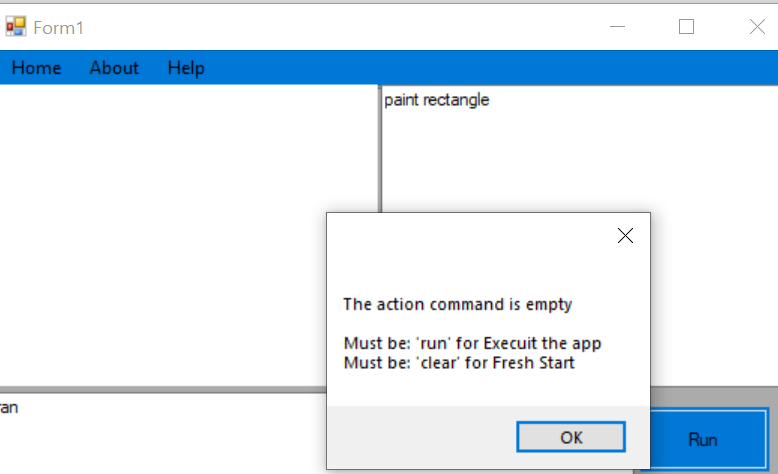 Form1
Home About Help
paint rectangle
The action command is empty
Must be: 'run' for Execuit the app
Must be: 'clear' for Fresh Start
OK
ran
Run